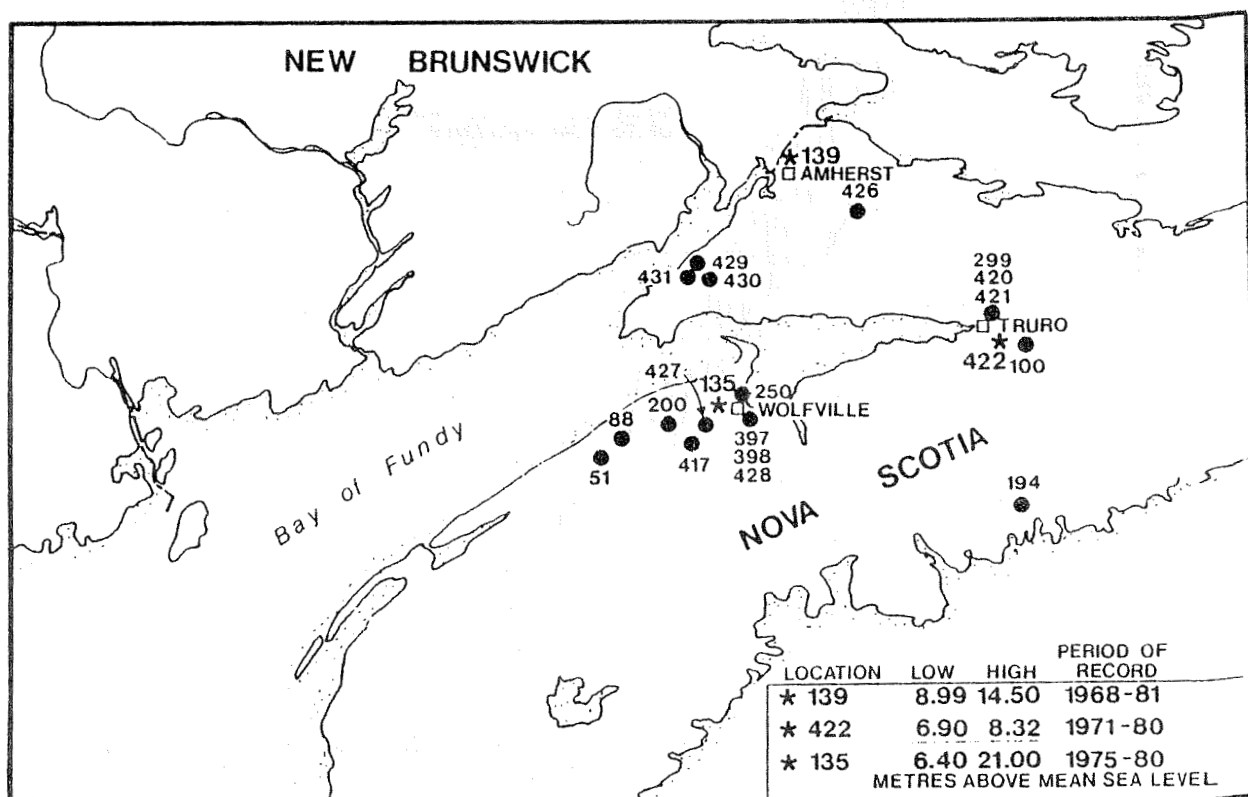 NEW BRUNSWICK
139
AMHERST
426
429
431
430
299
420
421
TRURO
422
100
427
135
250
WOLFVILLE
200
88
397
398
428
417
51
Bay of Fundy
NOVA SCOTIA
194
LOCATION LOW HIGH PERIOD OF RECORD
★ 139 8.99 14.50 1968-81
★ 422 6.90 8.32 1971-80
★ 135 6.40 21.00 1975-80
METRES ABOVE MEAN SEA LEVEL